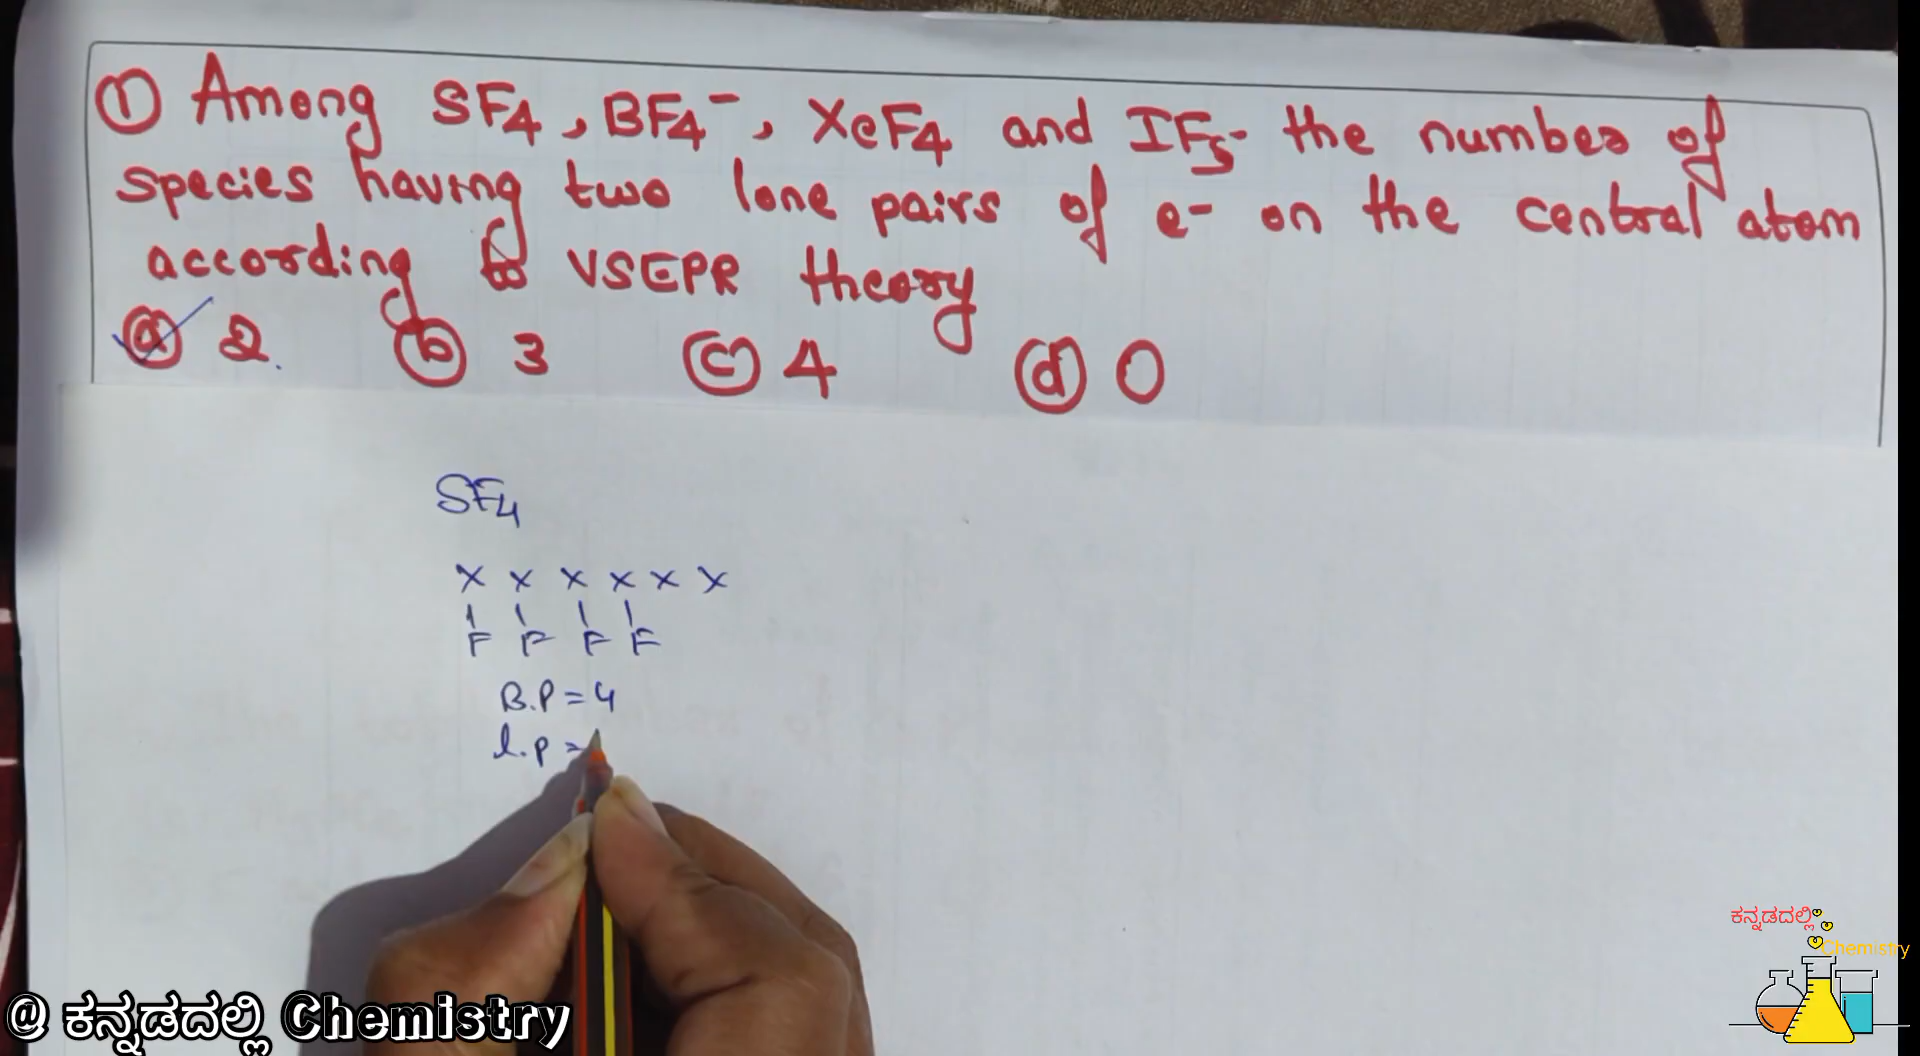 ① Among SF₄, BF₄⁻, XeF₄ and IF₅⁻ the number of
species having two lone pairs of e⁻ on the central atom
according to VSEPR theory
ⓐ 2. ⓑ 3 ⓒ 4 ⓓ 0
SF₄
x x x x x x
F F F F
B.P = 4
l.p =
ಕನ್ನಡದಲ್ಲಿ
Chemistry
@ ಕನ್ನಡದಲ್ಲಿ Chemistry